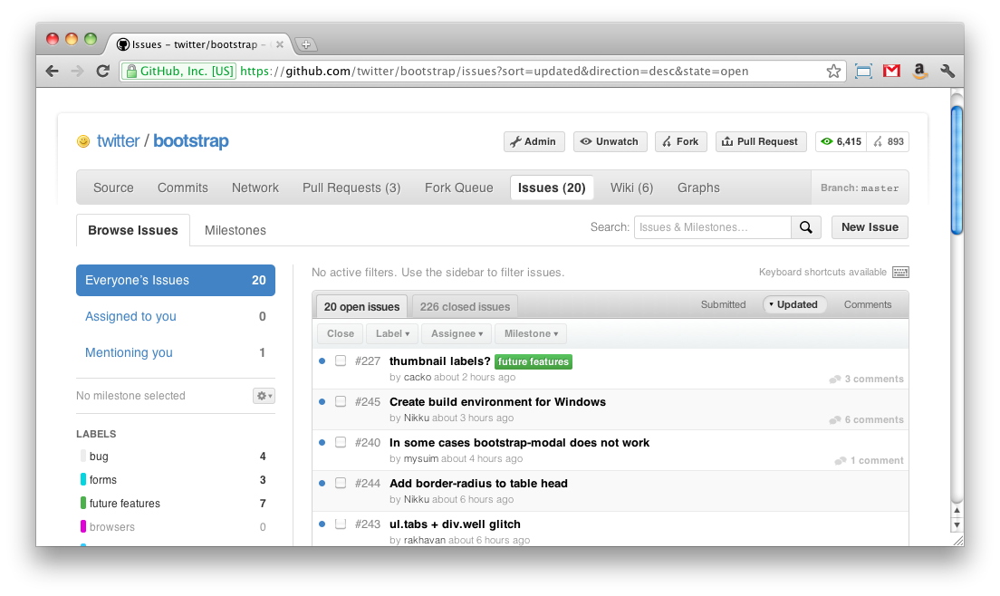 Issues – twitter/bootstrap –
GitHub, Inc. [US] https://github.com/twitter/bootstrap/issues?sort=updated&direction=desc&state=open
twitter / bootstrap
Admin Unwatch Fork Pull Request 6,415 893
Source Commits Network Pull Requests (3) Fork Queue Issues (20) Wiki (6) Graphs Branch: master
Browse Issues Milestones Search: Issues & Milestones... New Issue
Everyone's Issues 20
Assigned to you 0
Mentioning you 1
No milestone selected
LABELS
bug 4
forms 3
future features 7
browsers 0
No active filters. Use the sidebar to filter issues. Keyboard shortcuts available
20 open issues 226 closed issues Submitted Updated Comments
Close Label Assignee Milestone
#227 thumbnail labels? future features
by cacko about 2 hours ago 3 comments
#245 Create build environment for Windows
by Nikku about 3 hours ago 6 comments
#240 In some cases bootstrap-modal does not work
by mysuim about 4 hours ago 1 comment
#244 Add border-radius to table head
by Nikku about 6 hours ago
#243 ul.tabs + div.well glitch
by rakhavan about 6 hours ago